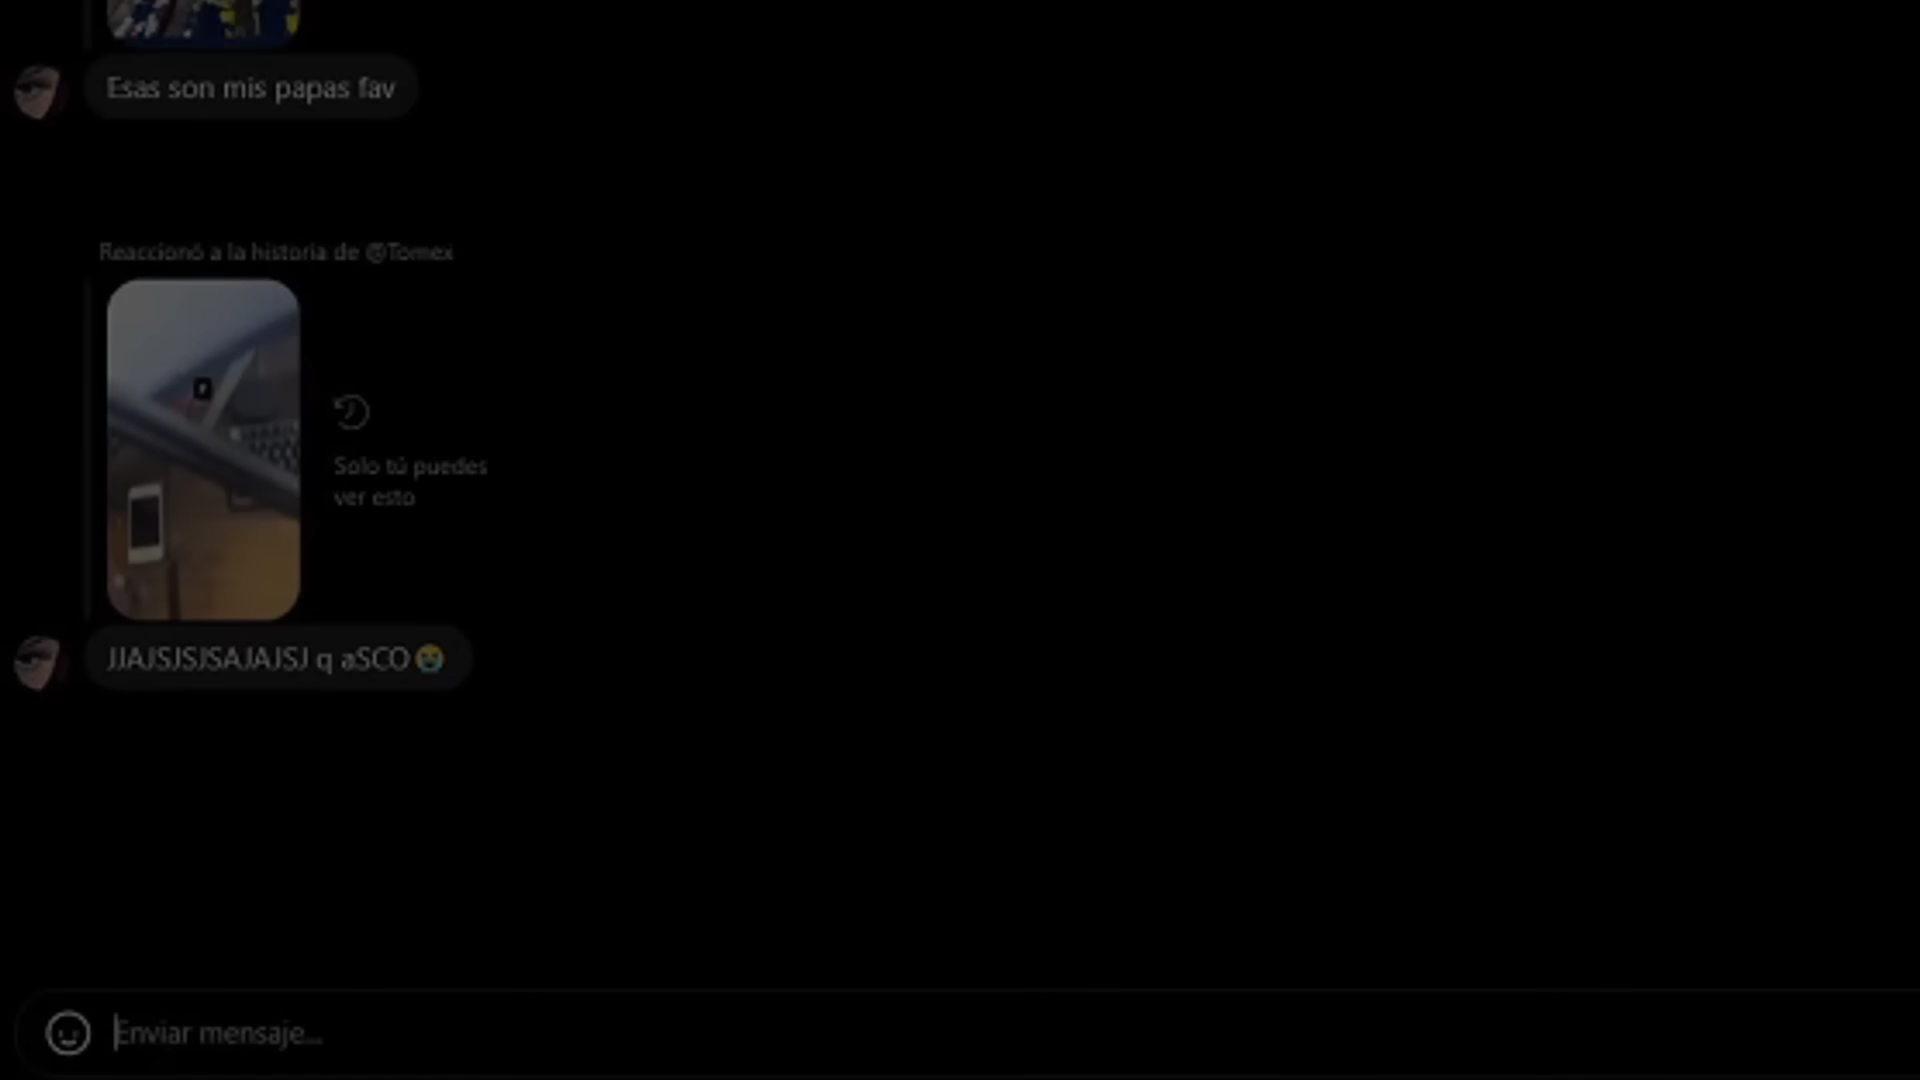 Esas son mis papas fav
Reaccionó a la historia de @Tomex
Solo tú puedes
ver esto
JJAJSJSJSAJAJSJ q aSCO😭
Enviar mensaje...